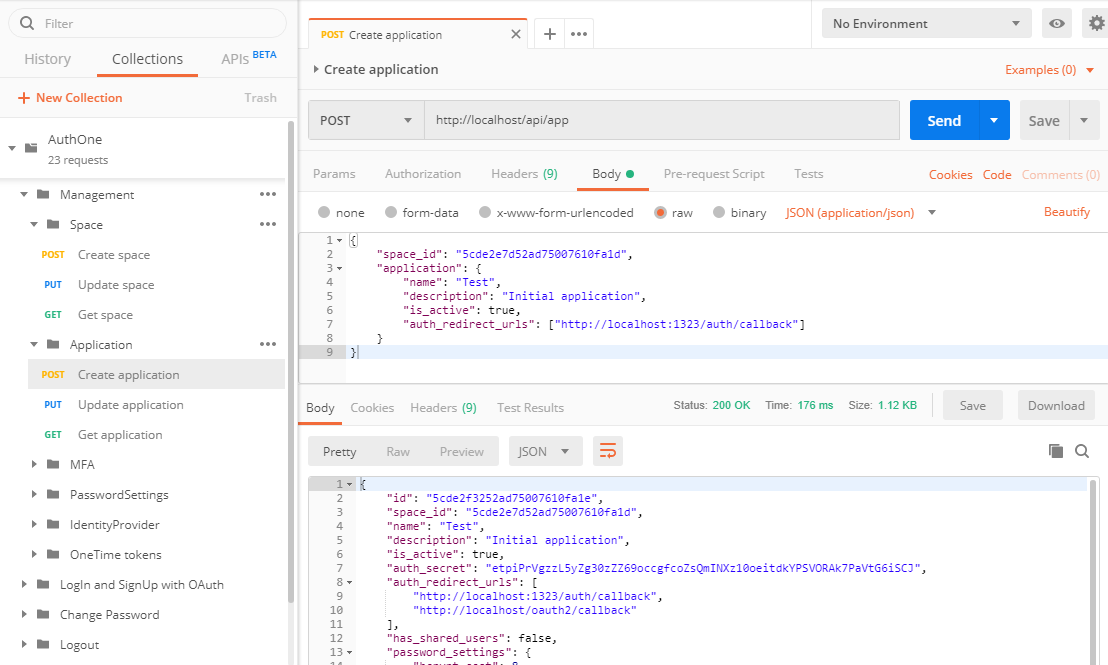 Filter
History
Collections
APIs BETA
New Collection
Trash
AuthOne
23 requests
Management
Space
POST Create space
PUT Update space
GET Get space
Application
POST Create application
PUT Update application
GET Get application
MFA
PasswordSettings
IdentityProvider
OneTime tokens
LogIn and SignUp with OAuth
Change Password
Logout
POST Create application
No Environment
Create application
Examples (0)
POST
http://localhost/api/app
Send
Save
Params
Authorization
Headers (9)
Body
Pre-request Script
Tests
Cookies
Code
Comments (0)
none
form-data
x-www-form-urlencoded
raw
binary
JSON (application/json)
Beautify
1 {
2 "space_id": "5cde2e7d52ad75007610fa1d",
3 "application": {
4 "name": "Test",
5 "description": "Initial application",
6 "is_active": true,
7 "auth_redirect_urls": ["http://localhost:1323/auth/callback"]
8 }
9 }
Body
Cookies
Headers (9)
Test Results
Status: 200 OK
Time: 176 ms
Size: 1.12 KB
Save
Download
Pretty
Raw
Preview
JSON
1 {
2 "id": "5cde2f3252ad75007610fa1e",
3 "space_id": "5cde2e7d52ad75007610fa1d",
4 "name": "Test",
5 "description": "Initial application",
6 "is_active": true,
7 "auth_secret": "etpiPrVgzzL5yZg30zZZ69occgfcoZsQmINXz10oeitdkYPSVORAk7PaVtG6iSCJ",
8 "auth_redirect_urls": [
9 "http://localhost:1323/auth/callback",
10 "http://localhost/oauth2/callback"
11 ],
12 "has_shared_users": false,
13 "password_settings": {